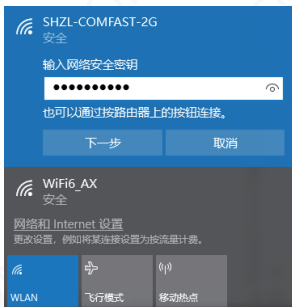 SHZL-COMFAST-2G
安全
输入网络安全密钥
●●●●●●●●●●
也可以通过按路由器上的按钮连接。
下一步 取消
WiFi6_AX
安全
网络和 Internet 设置
更改设置，例如将某连接设置为按流量计费。
WLAN 飞行模式 移动热点